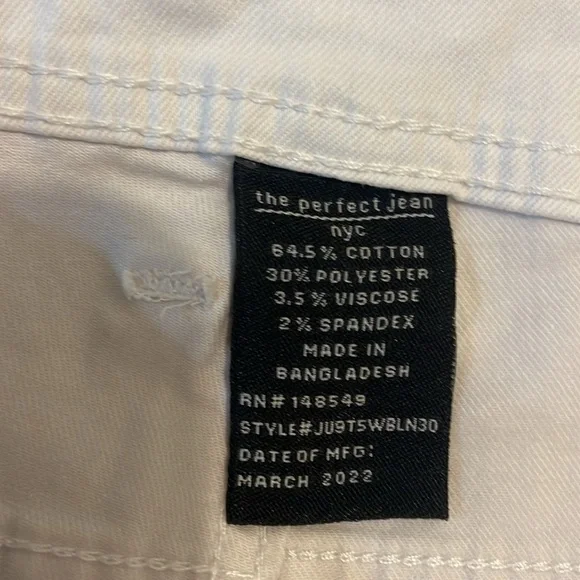 the perfect jean
nyc
64.5% COTTON
30% POLYESTER
3.5% VISCOSE
2% SPANDEX
MADE IN
BANGLADESH
RN# 148549
STYLE#JU9T5WBLN30
DATE OF MFG:
MARCH 2022